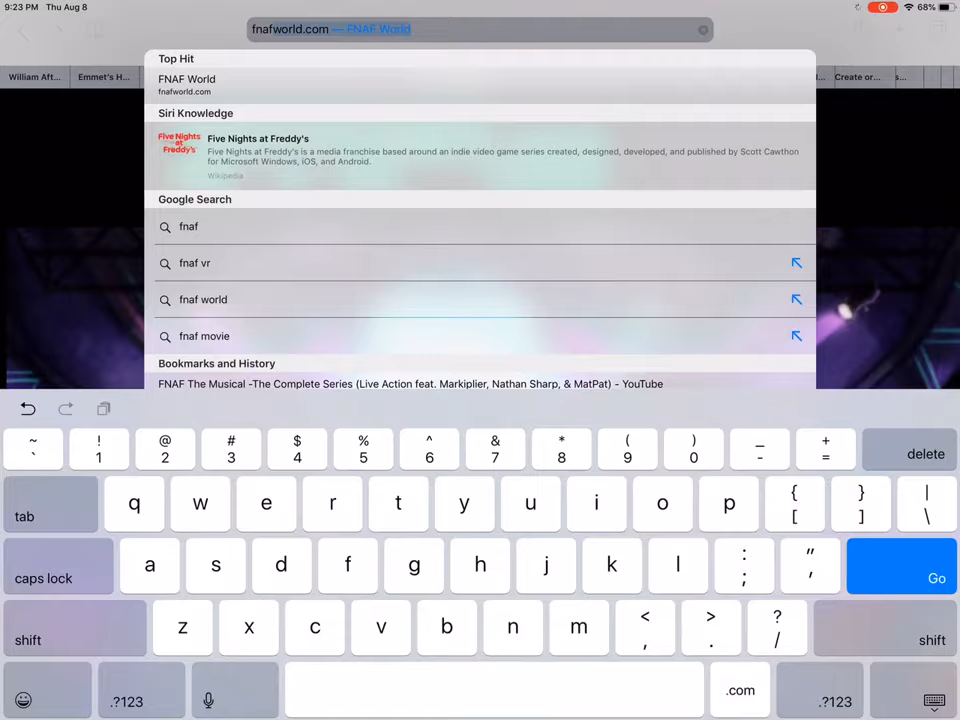 9:23 PM Thu Aug 8
68%
fnafworld.com — FNAF World
William Aft...
Emmet's H...
...
Create or...
s...
Top Hit
FNAF World
fnafworld.com
Siri Knowledge
Five Nights at Freddy's
Five Nights at Freddy's
Five Nights at Freddy's is a media franchise based around an indie video game series created, designed, developed, and published by Scott Cawthon
for Microsoft Windows, iOS, and Android.
Wikipedia
Google Search
fnaf
fnaf vr
fnaf world
fnaf movie
Bookmarks and History
FNAF The Musical -The Complete Series (Live Action feat. Markiplier, Nathan Sharp, & MatPat) - YouTube
~ ! @ # $ % ^ & * ( ) _ +
` 1 2 3 4 5 6 7 8 9 0 - = delete
tab q w e r t y u i o p { [ } ] | \
caps lock a s d f g h j k l : ; " ' Go
shift z x c v b n m < , > . ? / shift
.?123 .com .?123